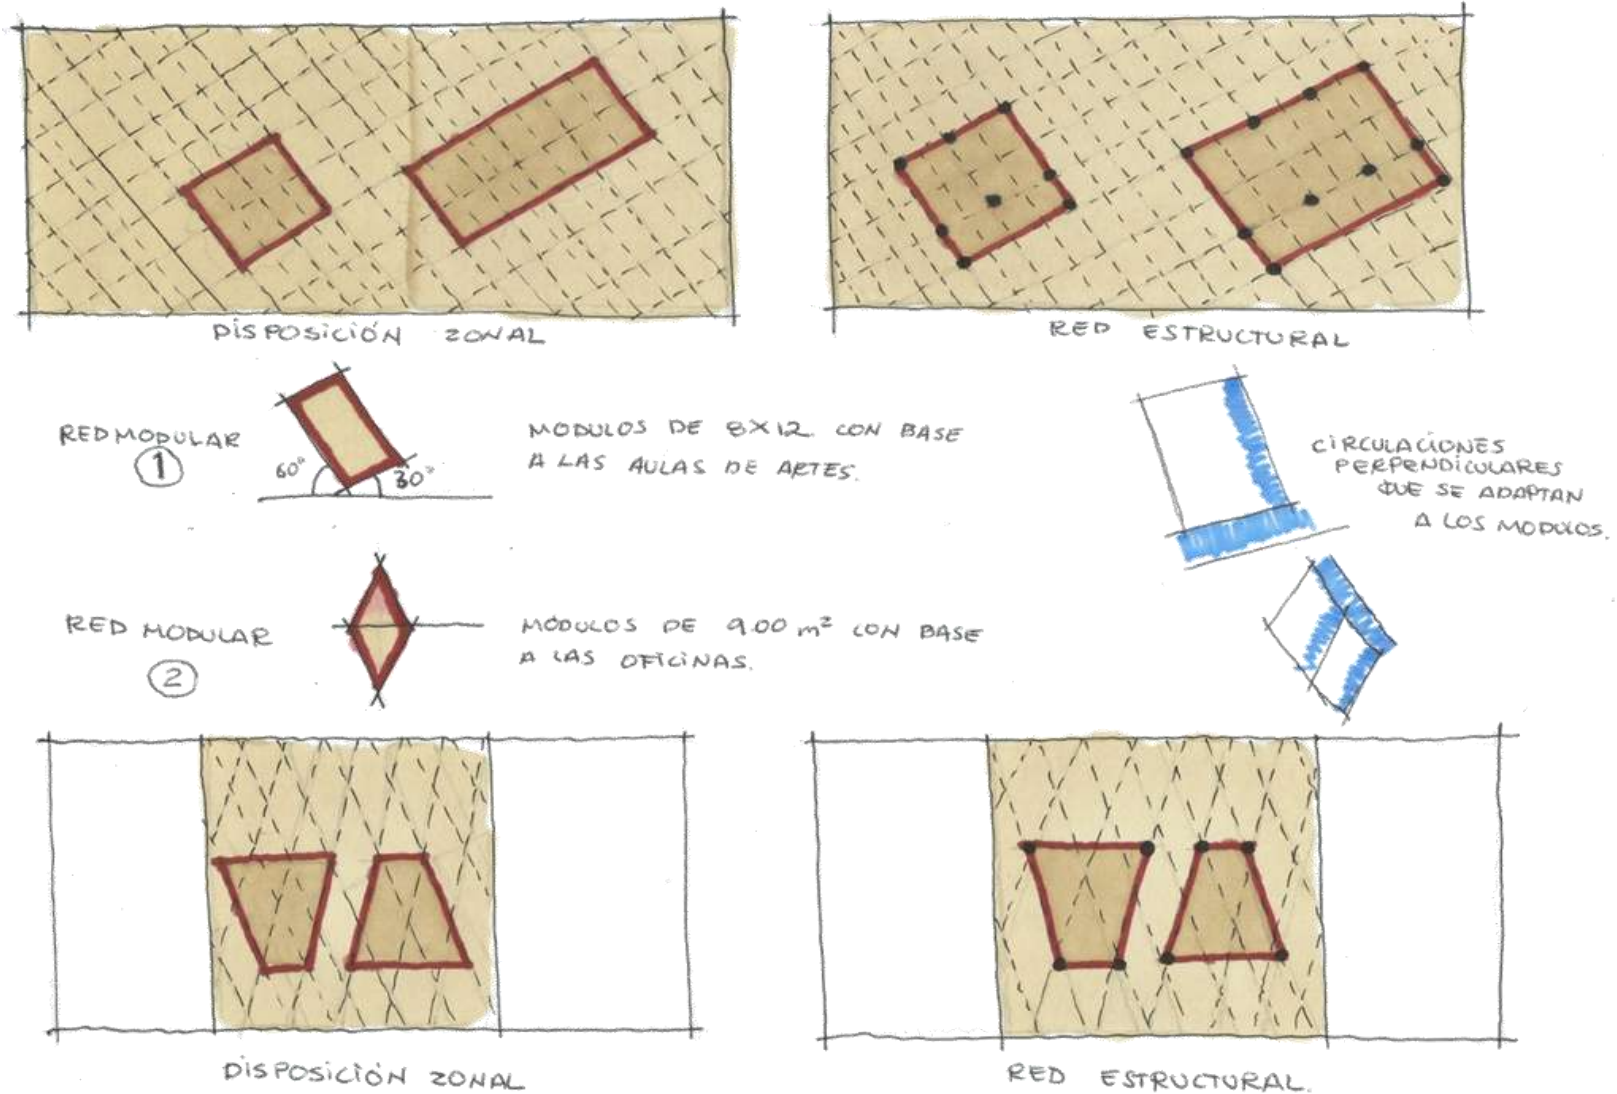 DISPOSICIÓN ZONAL
RED ESTRUCTURAL
RED MODULAR
1
60°
30°
MODULOS DE 8X12. CON BASE
A LAS AULAS DE ARTES.
CIRCULACIONES
PERPENDICULARES
QUE SE ADAPTAN
A LOS MODULOS.
RED MODULAR
2
MÓDULOS DE 9.00 m² CON BASE
A LAS OFICINAS.
DISPOSICIÓN ZONAL
RED ESTRUCTURAL.